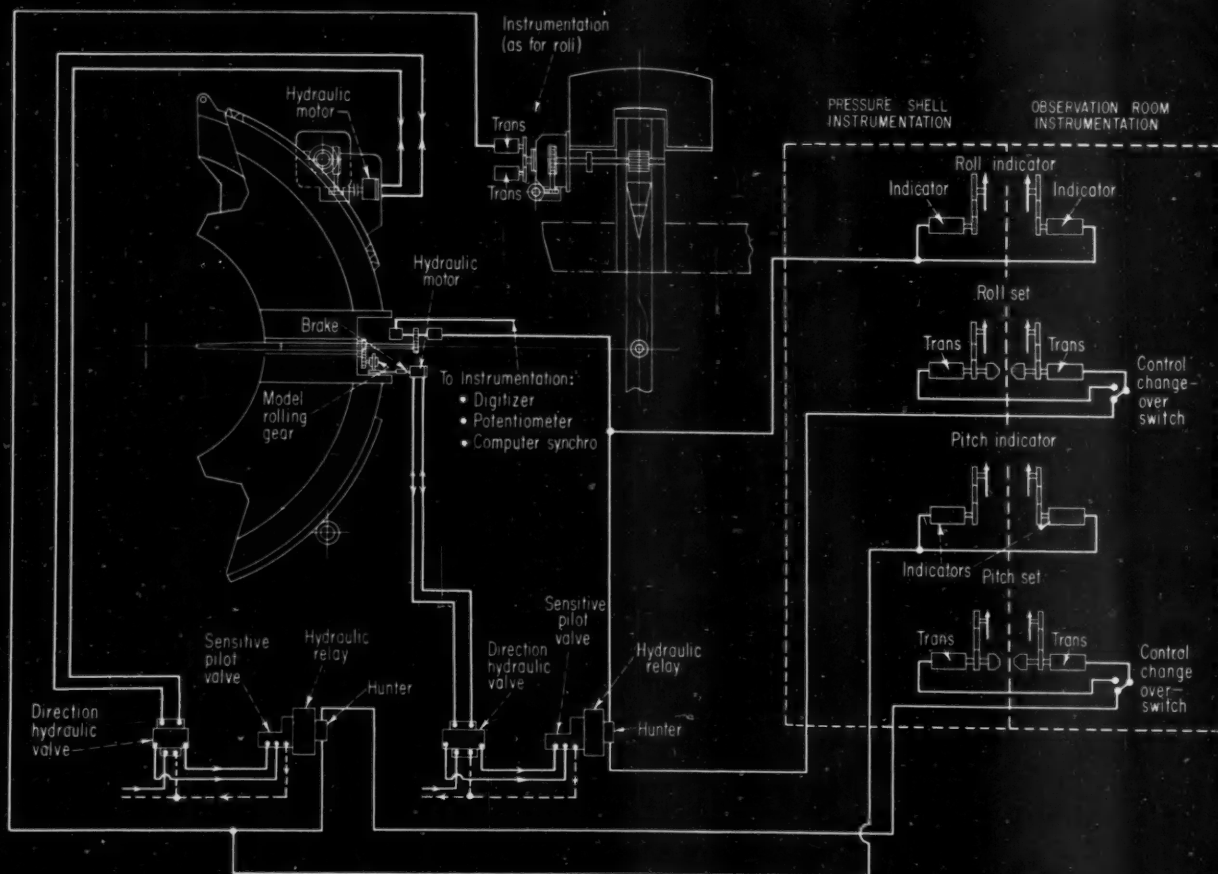 Instrumentation
(as for roll)
Hydraulic
motor
Trans
Trans
PRESSURE SHELL
INSTRUMENTATION
OBSERVATION ROOM
INSTRUMENTATION
Roll indicator
Indicator
Indicator
Hydraulic
motor
Roll set
Brake
Trans
Trans
Control
change-
over
switch
Model
rolling
gear
To Instrumentation:
• Digitizer
• Potentiometer
• Computer synchro
Pitch indicator
Indicators
Pitch set
Sensitive
pilot
valve
Hydraulic
relay
Direction
hydraulic
valve
Sensitive
pilot
valve
Hydraulic
relay
Trans
Trans
Control
change
over-
switch
Direction
hydraulic
valve
Hunter
Hunter